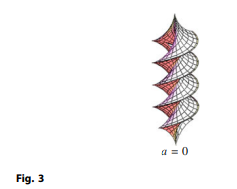 a = 0
Fig. 3